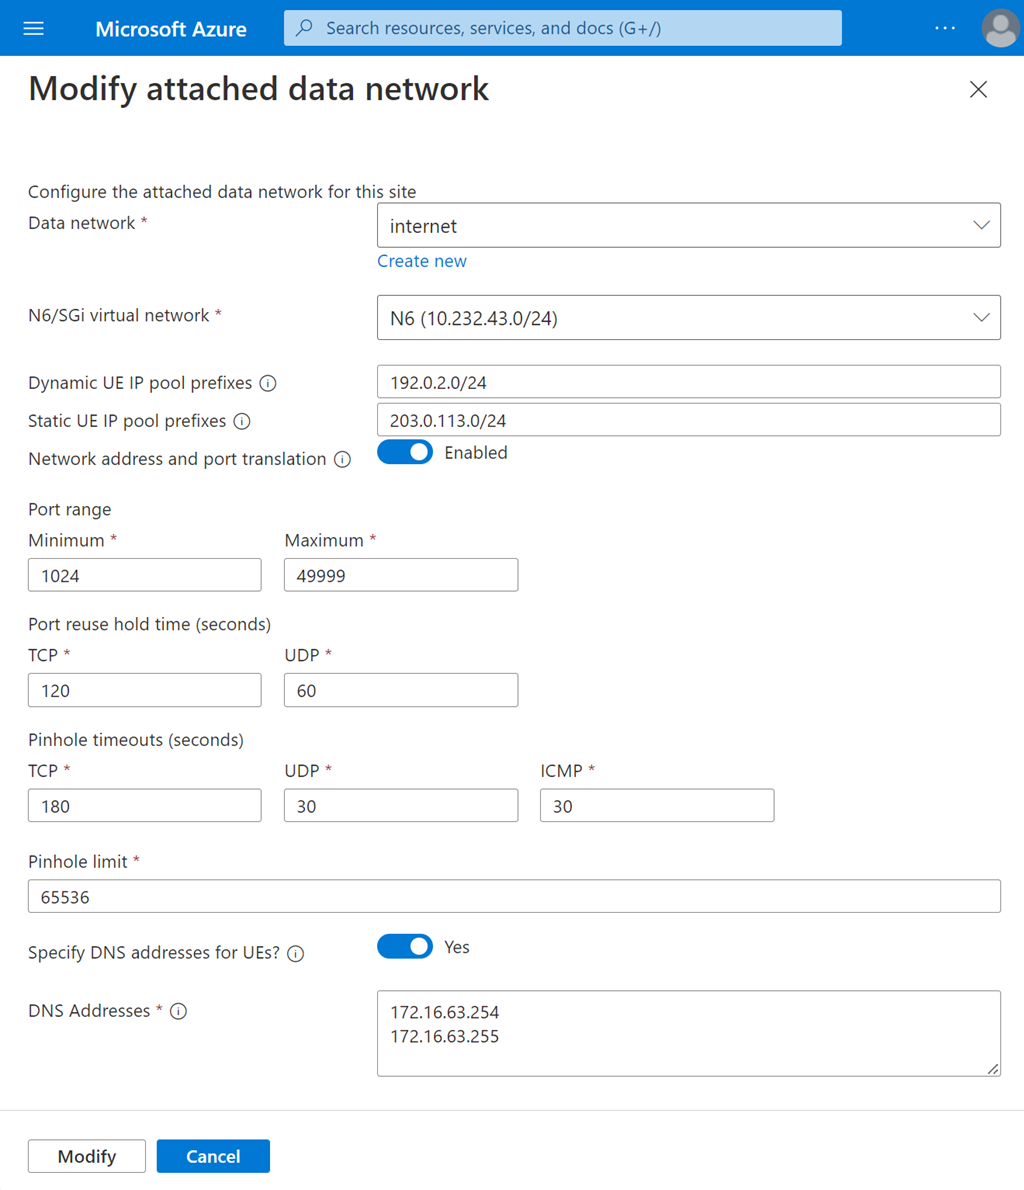 Microsoft Azure
Search resources, services, and docs (G+/)
...
Modify attached data network
Configure the attached data network for this site
Data network *
internet
Create new
N6/SGi virtual network *
N6 (10.232.43.0/24)
Dynamic UE IP pool prefixes
192.0.2.0/24
Static UE IP pool prefixes
203.0.113.0/24
Network address and port translation
Enabled
Port range
Minimum * Maximum *
1024 49999
Port reuse hold time (seconds)
TCP * UDP *
120 60
Pinhole timeouts (seconds)
TCP * UDP * ICMP *
180 30 30
Pinhole limit *
65536
Specify DNS addresses for UEs?
Yes
DNS Addresses *
172.16.63.254
172.16.63.255
Modify Cancel